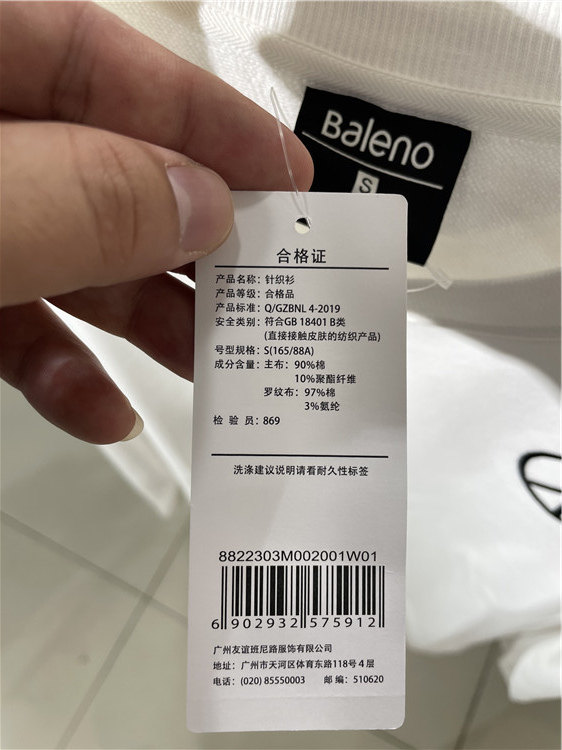 Baleno
S
合格证
产品名称：针织衫
产品等级：合格品
产品标准：Q/GZBNL 4-2019
安全类别：符合GB 18401 B类
(直接接触皮肤的纺织产品)
号型规格：S(165/88A)
成分含量：主布：90%棉
10%聚酯纤维
罗纹布：97%棉
3%氨纶
检 验 员：869
洗涤建议说明请看耐久性标签
8822303M002001W01
6 902932 575912
广州友谊班尼路服饰有限公司
地址：广州市天河区体育东路118号4层
电话：(020) 85550003 邮 编：510620